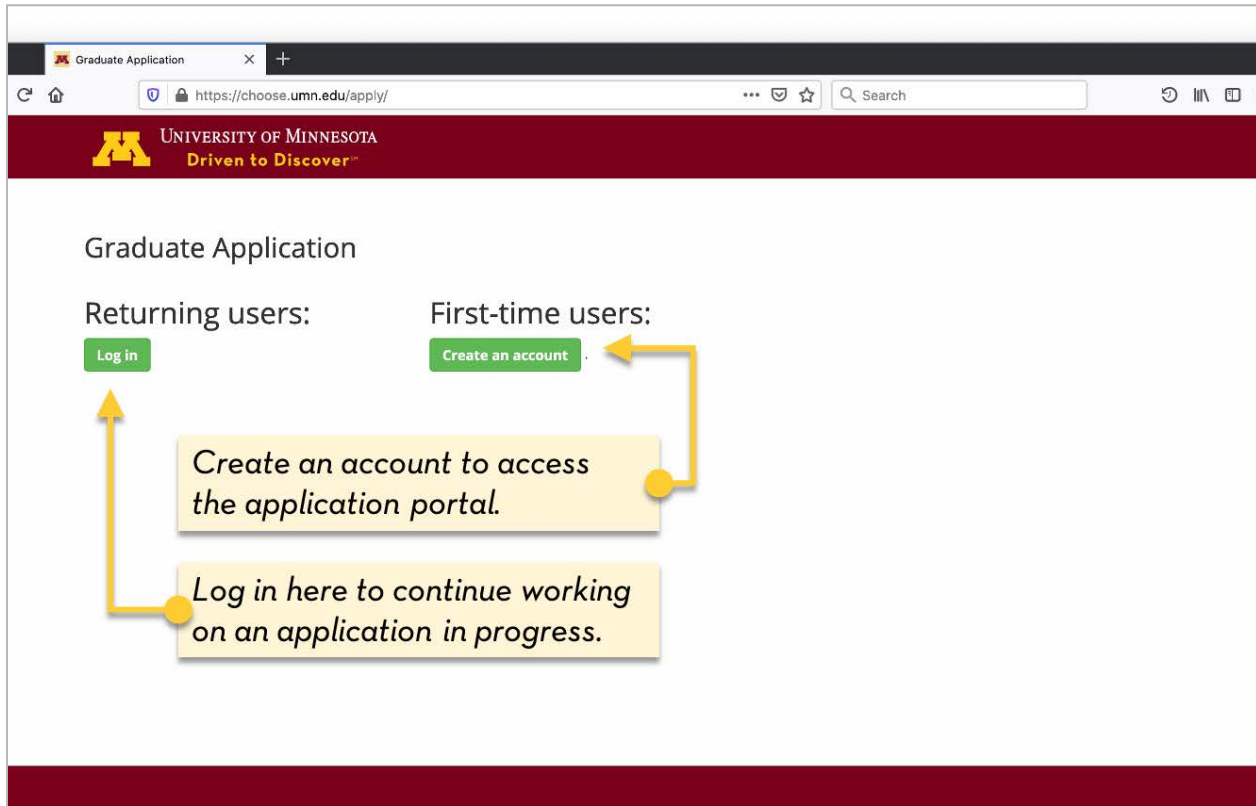 Graduate Application
https://choose.umn.edu/apply/
Search
UNIVERSITY OF MINNESOTA
Driven to Discover℠
Graduate Application
Returning users:
First-time users:
Log in
Create an account .
Create an account to access
the application portal.
Log in here to continue working
on an application in progress.